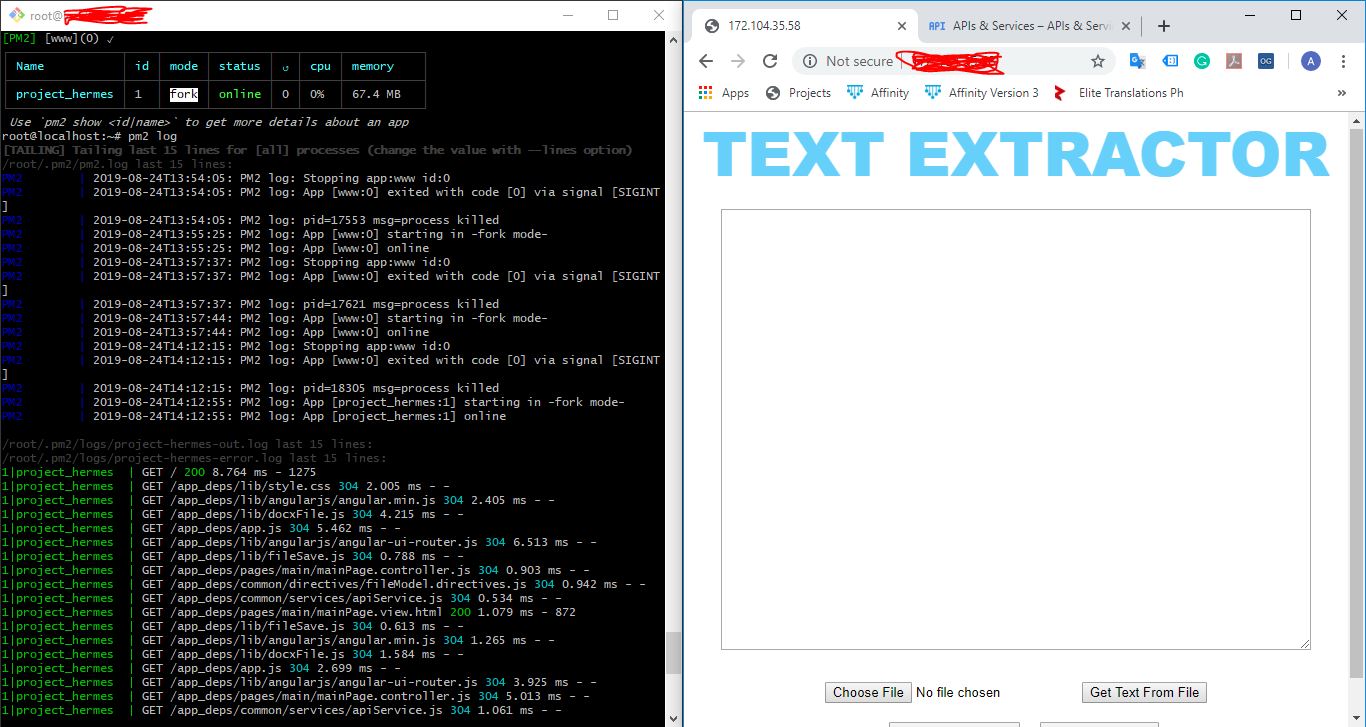 root@
[PM2] [www](0) ✓
Name id mode status ↺ cpu memory
project_hermes 1 fork online 0 0% 67.4 MB
Use `pm2 show <id|name>` to get more details about an app
root@localhost:~# pm2 log
[TAILING] Tailing last 15 lines for [all] processes (change the value with --lines option)
/root/.pm2/pm2.log last 15 lines:
PM2 | 2019-08-24T13:54:05: PM2 log: Stopping app:www id:0
PM2 | 2019-08-24T13:54:05: PM2 log: App [www:0] exited with code [0] via signal [SIGINT
]
PM2 | 2019-08-24T13:54:05: PM2 log: pid=17553 msg=process killed
PM2 | 2019-08-24T13:55:25: PM2 log: App [www:0] starting in -fork mode-
PM2 | 2019-08-24T13:55:25: PM2 log: App [www:0] online
PM2 | 2019-08-24T13:57:37: PM2 log: Stopping app:www id:0
PM2 | 2019-08-24T13:57:37: PM2 log: App [www:0] exited with code [0] via signal [SIGINT
]
PM2 | 2019-08-24T13:57:37: PM2 log: pid=17621 msg=process killed
PM2 | 2019-08-24T13:57:44: PM2 log: App [www:0] starting in -fork mode-
PM2 | 2019-08-24T13:57:44: PM2 log: App [www:0] online
PM2 | 2019-08-24T14:12:15: PM2 log: Stopping app:www id:0
PM2 | 2019-08-24T14:12:15: PM2 log: App [www:0] exited with code [0] via signal [SIGINT
]
PM2 | 2019-08-24T14:12:15: PM2 log: pid=18305 msg=process killed
PM2 | 2019-08-24T14:12:55: PM2 log: App [project_hermes:1] starting in -fork mode-
PM2 | 2019-08-24T14:12:55: PM2 log: App [project_hermes:1] online
/root/.pm2/logs/project-hermes-out.log last 15 lines:
/root/.pm2/logs/project-hermes-error.log last 15 lines:
1|project_hermes | GET / 200 8.764 ms - 1275
1|project_hermes | GET /app_deps/lib/style.css 304 2.005 ms - -
1|project_hermes | GET /app_deps/lib/angularjs/angular.min.js 304 2.405 ms - -
1|project_hermes | GET /app_deps/lib/docxFile.js 304 4.215 ms - -
1|project_hermes | GET /app_deps/app.js 304 5.462 ms - -
1|project_hermes | GET /app_deps/lib/angularjs/angular-ui-router.js 304 6.513 ms - -
1|project_hermes | GET /app_deps/lib/fileSave.js 304 0.788 ms - -
1|project_hermes | GET /app_deps/pages/main/mainPage.controller.js 304 0.903 ms - -
1|project_hermes | GET /app_deps/common/directives/fileModel.directives.js 304 0.942 ms - -
1|project_hermes | GET /app_deps/common/services/apiService.js 304 0.534 ms - -
1|project_hermes | GET /app_deps/pages/main/mainPage.view.html 200 1.079 ms - 872
1|project_hermes | GET /app_deps/lib/fileSave.js 304 0.613 ms - -
1|project_hermes | GET /app_deps/lib/angularjs/angular.min.js 304 1.265 ms - -
1|project_hermes | GET /app_deps/lib/docxFile.js 304 1.584 ms - -
1|project_hermes | GET /app_deps/app.js 304 2.699 ms - -
1|project_hermes | GET /app_deps/lib/angularjs/angular-ui-router.js 304 3.925 ms - -
1|project_hermes | GET /app_deps/pages/main/mainPage.controller.js 304 5.013 ms - -
1|project_hermes | GET /app_deps/common/services/apiService.js 304 1.061 ms - -
172.104.35.58
API APIs & Services – APIs & Servi
Not secure
OG
A
Apps Projects Affinity Affinity Version 3 Elite Translations Ph »
TEXT EXTRACTOR
Choose File No file chosen Get Text From File